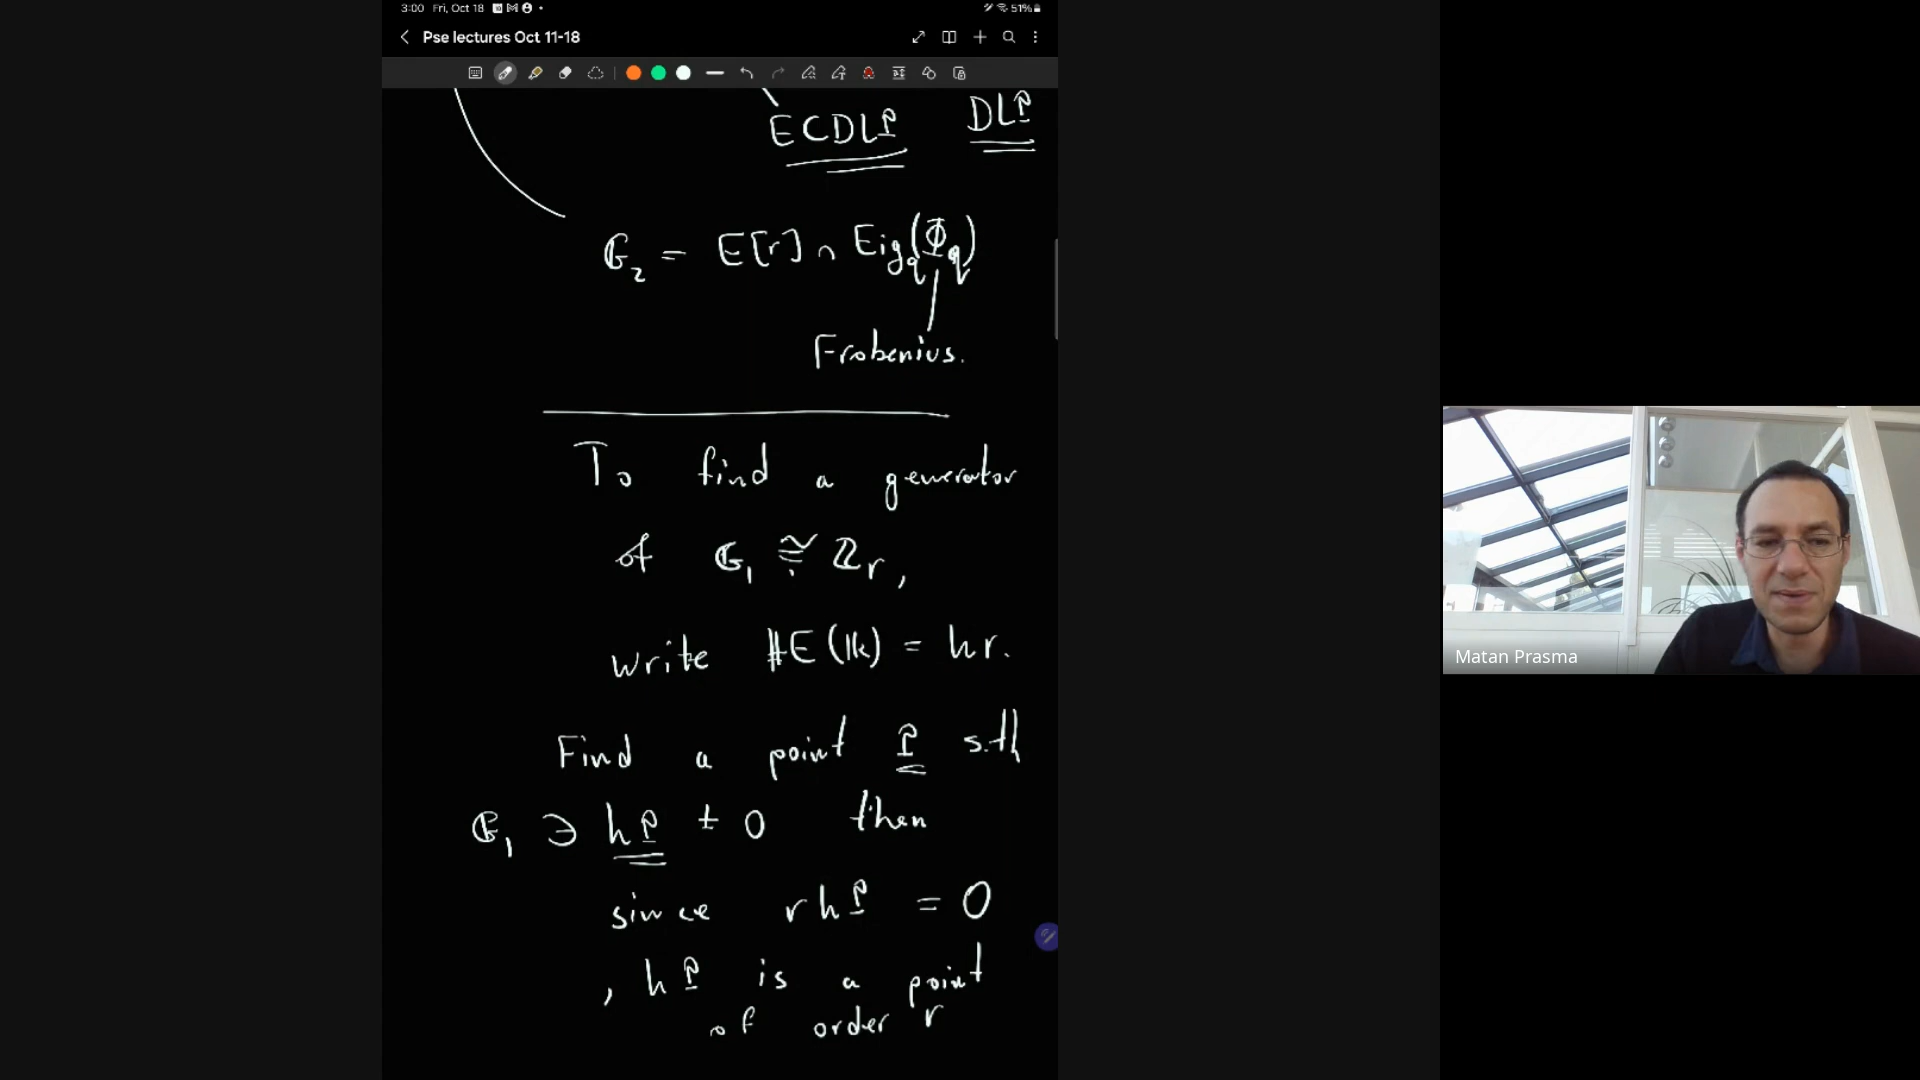 3:00 Fri, Oct 18 51%
Pse lectures Oct 11-18
ECDLP DLP
𝔾₂ = E[r] ∩ Eig_q(Φ_q)
Frobenius.
To find a generator
of 𝔾₁ ≅ ℤ_r,
write #E(𝕜) = hr.
Find a point P s.th
𝔾₁ ∋ hP ≠ 0 then
since rhP = 0
, hP is a point
of order r
Matan Prasma